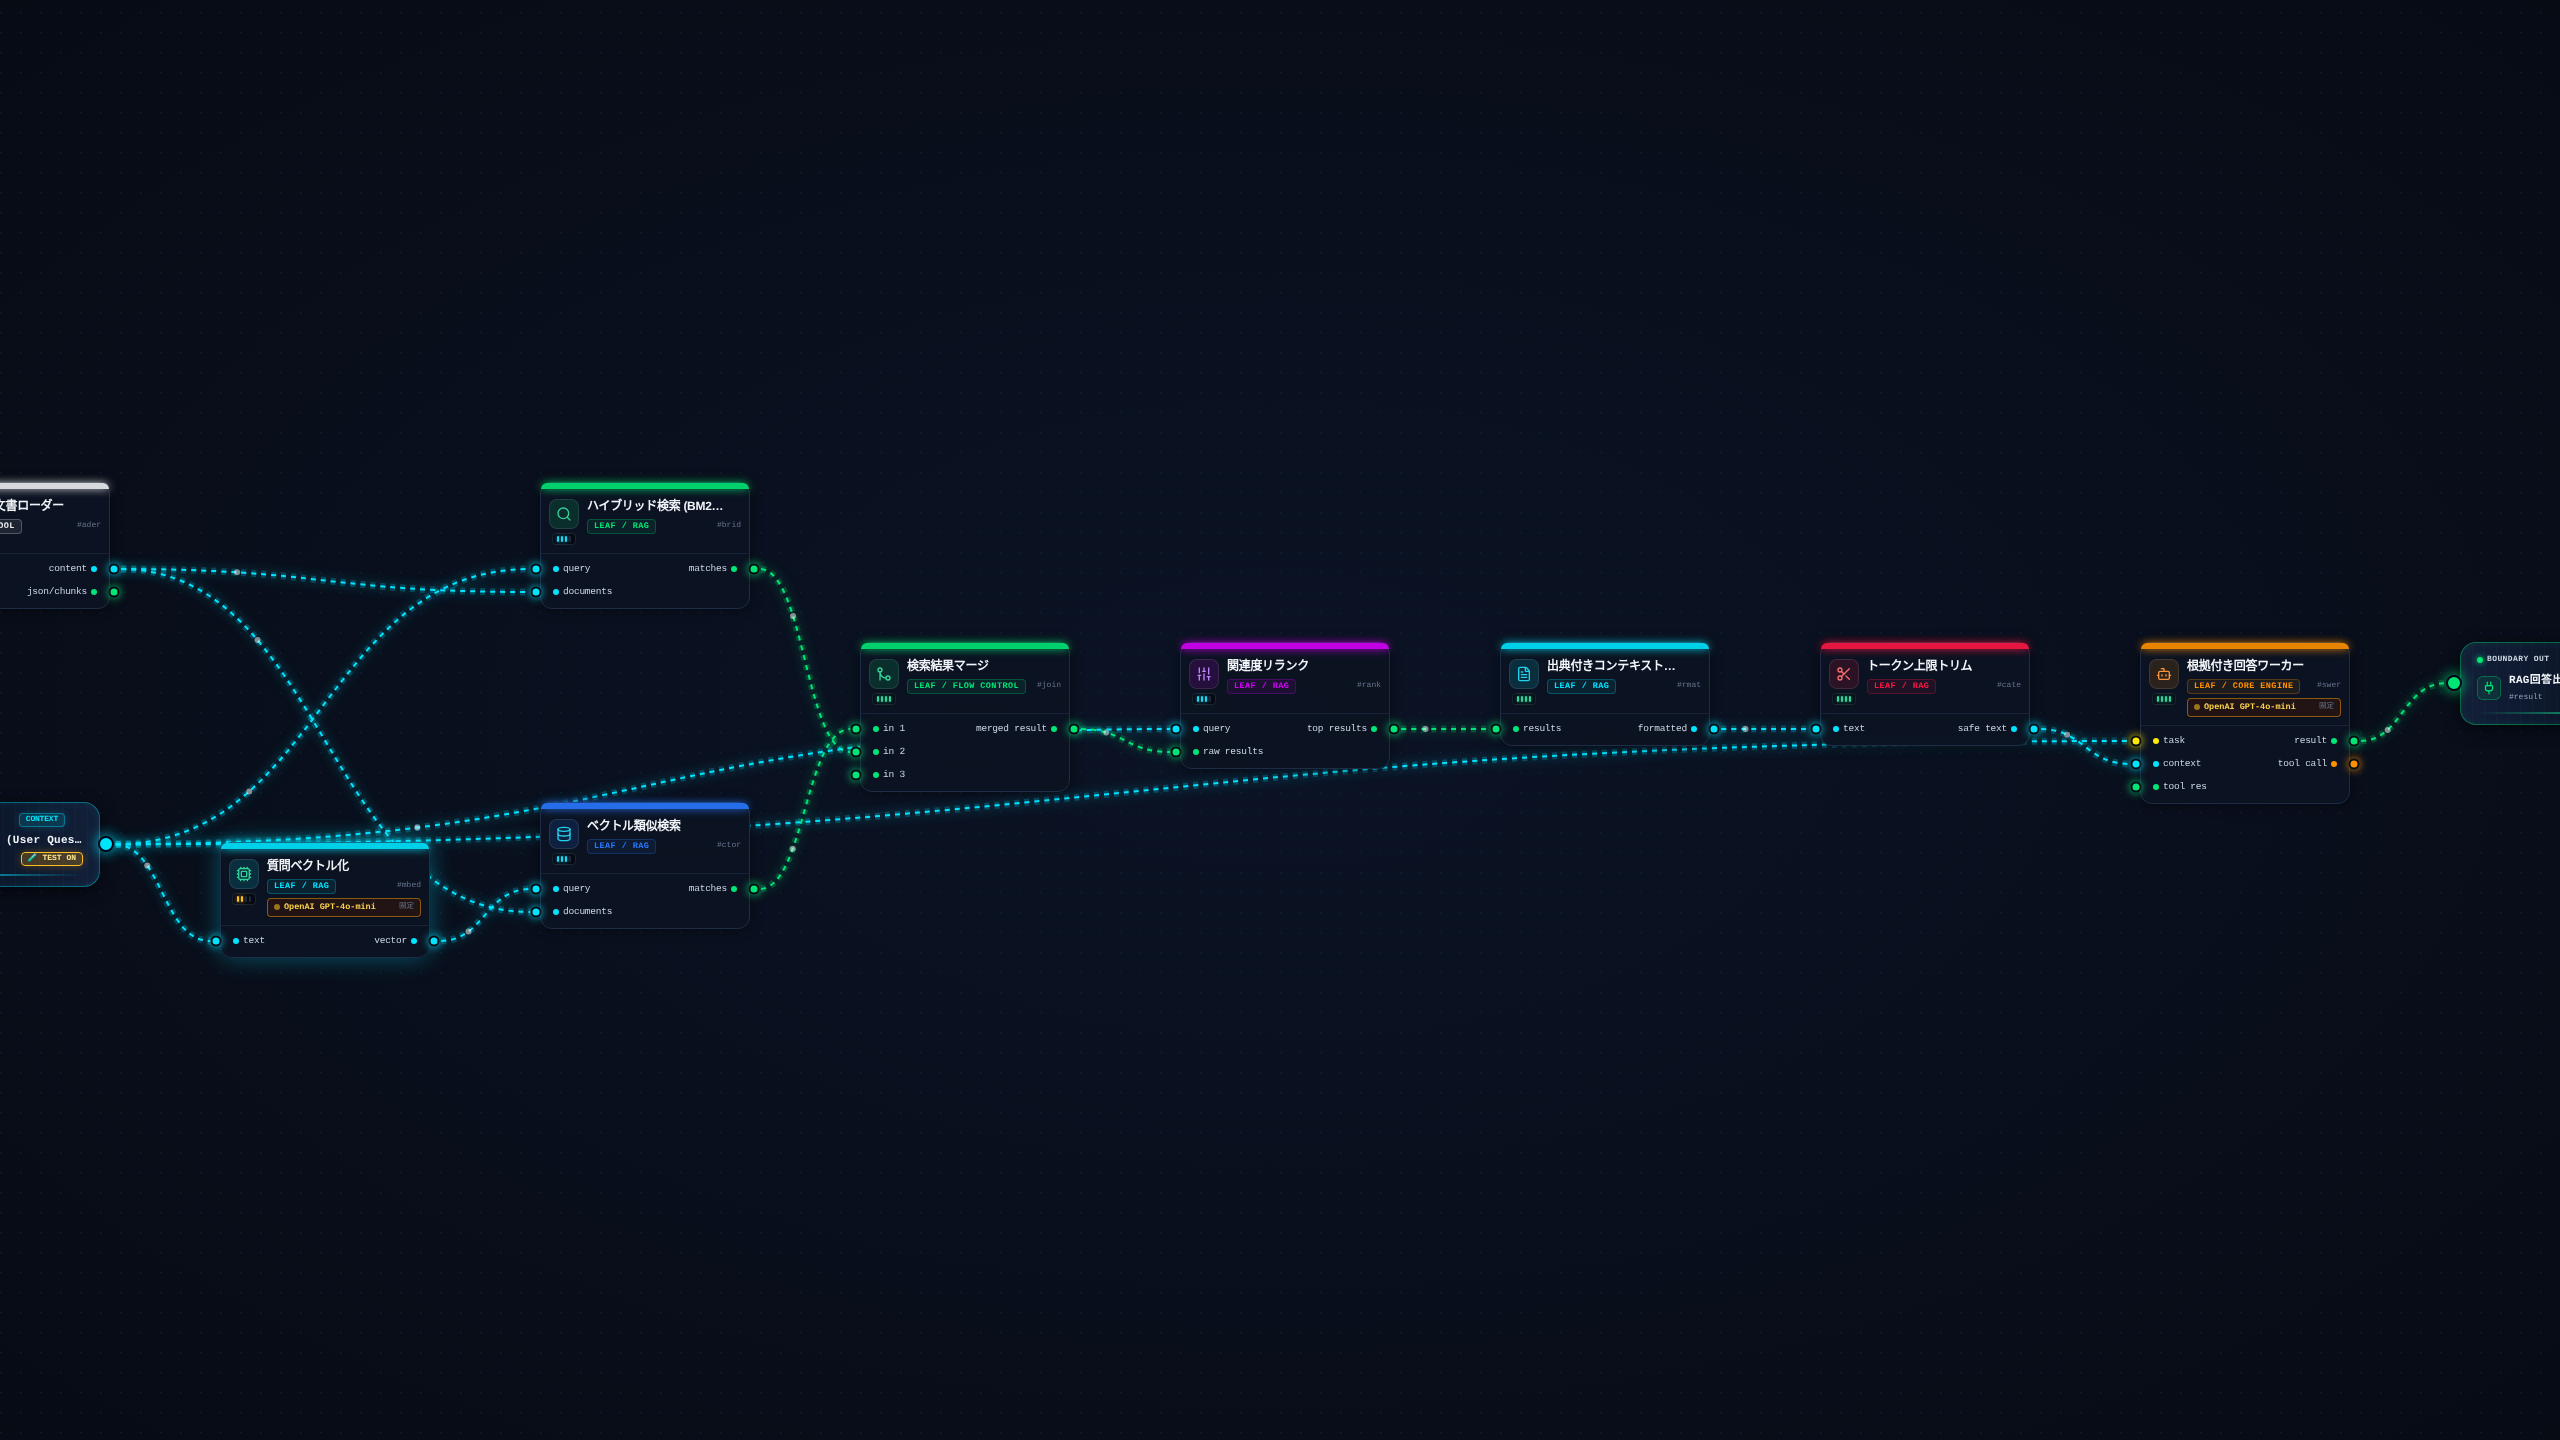 文書ローダー
OOL
#ader
content
json/chunks
ハイブリッド検索 (BM2…
LEAF / RAG
#brid
query
matches
documents
検索結果マージ
LEAF / FLOW CONTROL
#join
in 1
merged result
in 2
in 3
関連度リランク
LEAF / RAG
#rank
query
top results
raw results
出典付きコンテキスト…
LEAF / RAG
#rmat
results
formatted
トークン上限トリム
LEAF / RAG
#cate
text
safe text
根拠付き回答ワーカー
LEAF / CORE ENGINE
#swer
OpenAI GPT-4o-mini
固定
task
result
context
tool call
tool res
BOUNDARY OUT
RAG回答出
#result
CONTEXT
(User Ques…
TEST ON
質問ベクトル化
LEAF / RAG
#mbed
OpenAI GPT-4o-mini
固定
text
vector
ベクトル類似検索
LEAF / RAG
#ctor
query
matches
documents